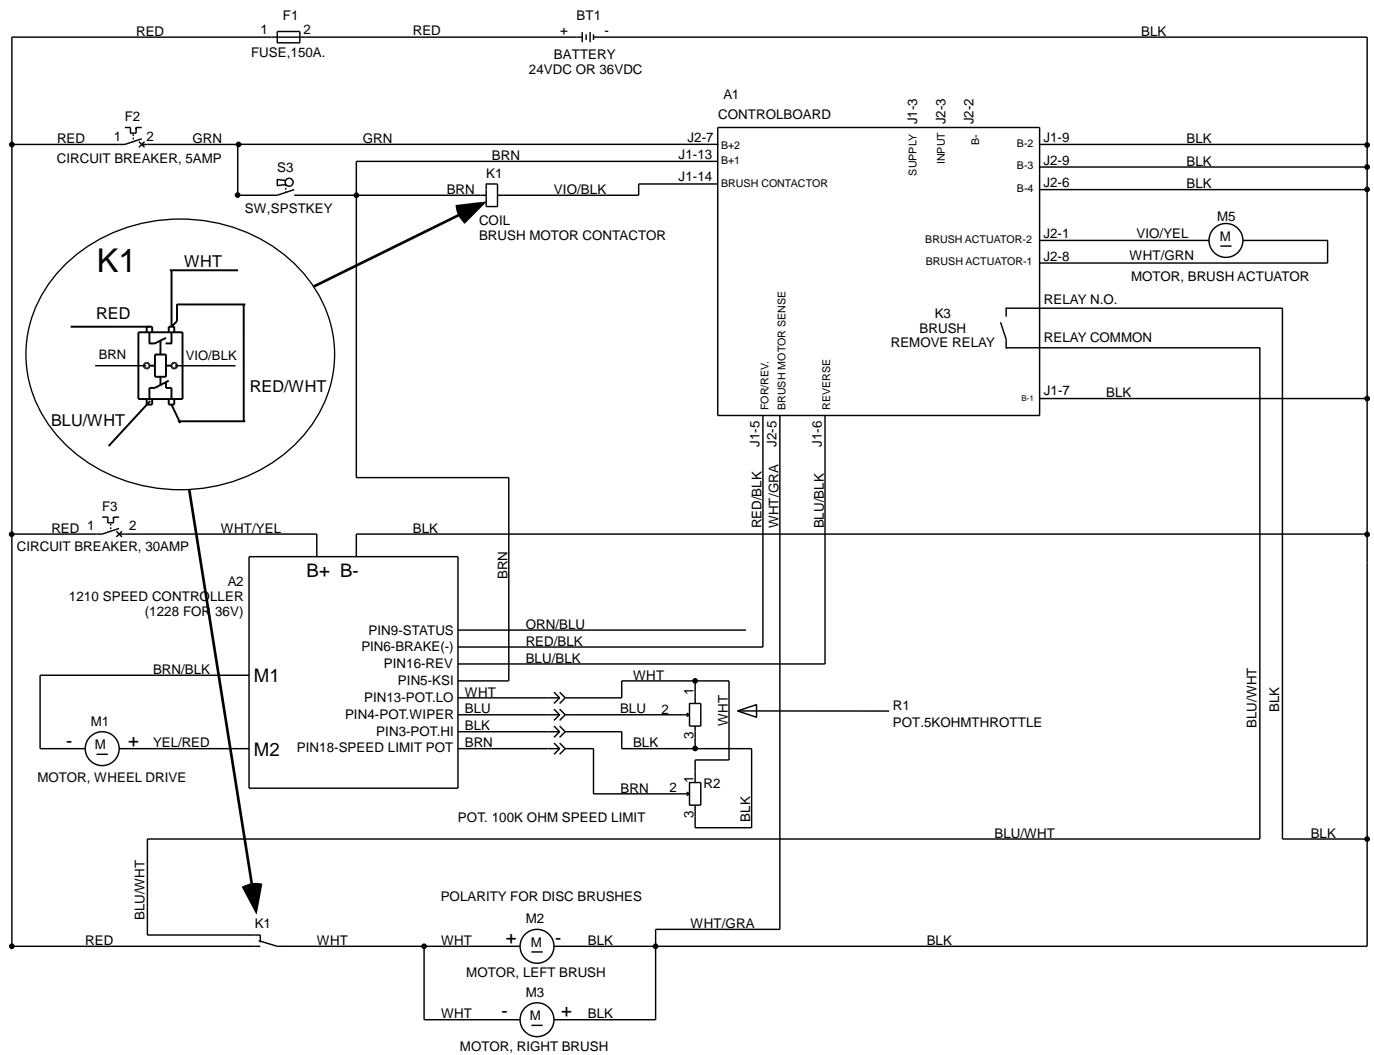 F1
BT1
RED
1
2
RED
+
-
BLK
FUSE,150A.
BATTERY
24VDC OR 36VDC
A1
CONTROLBOARD
J1-3
J2-3
J2-2
SUPPLY
INPUT
B-
F2
RED
1
2
GRN
GRN
J2-7
B+2
CIRCUIT BREAKER, 5AMP
BRN
J1-13
B+1
S3
K1
J1-14
BRUSH CONTACTOR
BRN
VIO/BLK
SW,SPSTKEY
COIL
BRUSH MOTOR CONTACTOR
B-2
J1-9
BLK
B-3
J2-9
BLK
B-4
J2-6
BLK
M5
BRUSH ACTUATOR-2
J2-1
VIO/YEL
M
BRUSH ACTUATOR-1
J2-8
WHT/GRN
MOTOR, BRUSH ACTUATOR
RELAY N.O.
K3
BRUSH
REMOVE RELAY
RELAY COMMON
B-1
J1-7
BLK
FOR/REV.
BRUSH MOTOR SENSE
REVERSE
J1-5
J2-5
J1-6
RED/BLK
WHT/GRA
BLU/BLK
K1
WHT
RED
BRN
VIO/BLK
RED/WHT
BLU/WHT
F3
RED
1
2
WHT/YEL
BLK
CIRCUIT BREAKER, 30AMP
BRN
B+
B-
A2
1210 SPEED CONTROLLER
(1228 FOR 36V)
PIN9-STATUS
ORN/BLU
PIN6-BRAKE(-)
RED/BLK
PIN16-REV
BLU/BLK
PIN5-KSI
PIN13-POT.LO
WHT
WHT
PIN4-POT.WIPER
BLU
BLU
2
PIN3-POT.HI
BLK
BLK
PIN18-SPEED LIMIT POT
BRN
BRN
2
1
3
WHT
R1
POT.5KOHMTHROTTLE
1
3
R2
BLK
POT. 100K OHM SPEED LIMIT
BRN/BLK
M1
M1
-
M
+
YEL/RED
M2
MOTOR, WHEEL DRIVE
BLU/WHT
BLK
BLU/WHT
BLK
BLU/WHT
POLARITY FOR DISC BRUSHES
K1
M2
WHT/GRA
RED
WHT
WHT
+
M
-
BLK
BLK
MOTOR, LEFT BRUSH
M3
WHT
-
M
+
BLK
MOTOR, RIGHT BRUSH